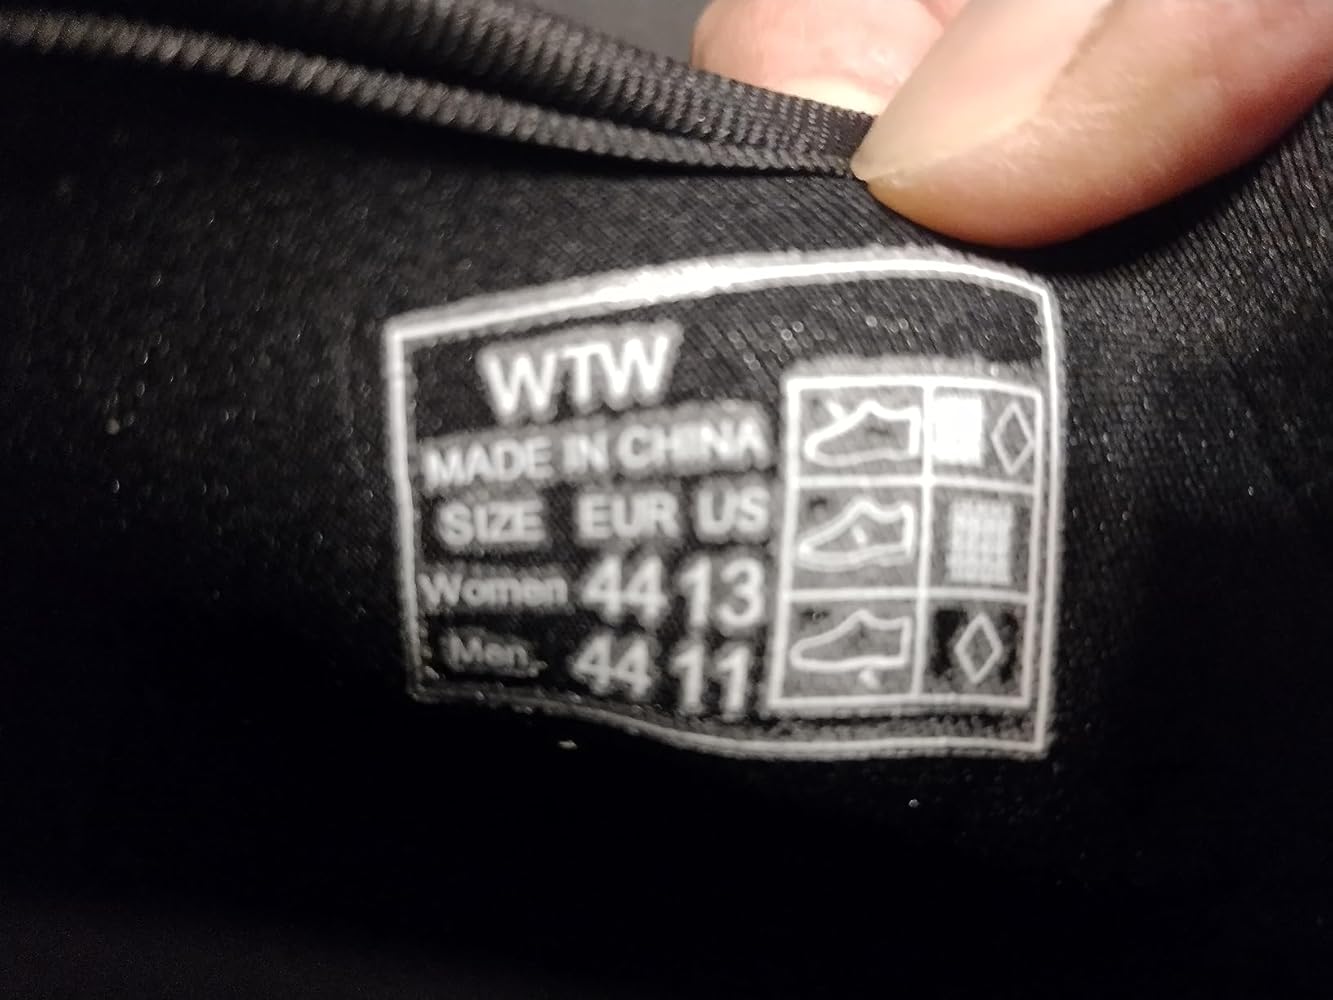 WTW
MADE IN CHINA
SIZE EUR US
Women 44 13
Men 44 11